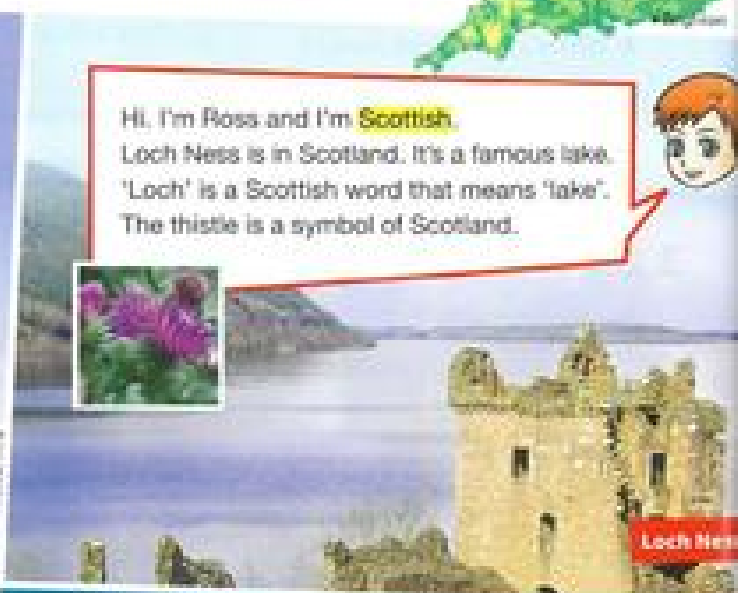 Hi. I'm Ross and I'm Scottish.
Loch Ness is in Scotland. It's a famous lake.
'Loch' is a Scottish word that means 'lake'.
The thistle is a symbol of Scotland.
Loch Ness